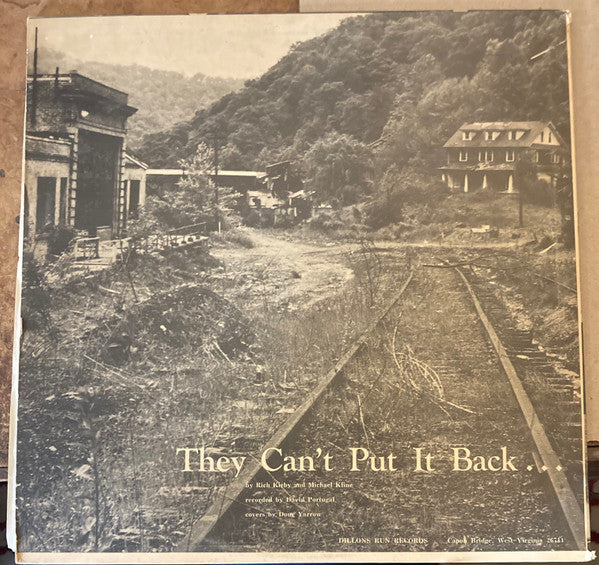 They Can't Put It Back...
by Rich Kirby and Michael Kline
recorded by David Portugal
covers by Doug Yarrow
DILLONS RUN RECORDS Capon Bridge, West Virginia 26711